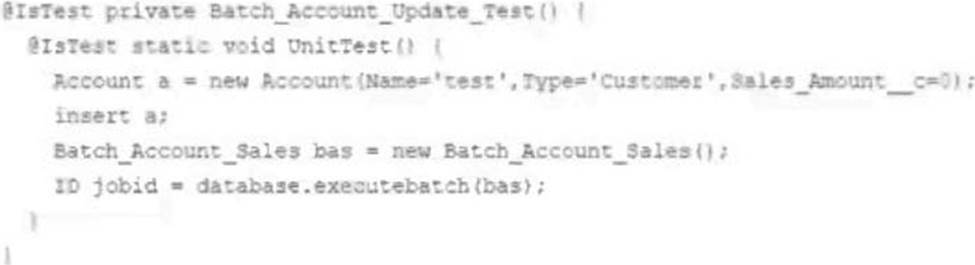 @IsTest private Batch_Account_Update_Test() {
@IsTest static void UnitTest() {
Account a = new Account(Name='test',Type='Customer',Sales_Amount__c=0);
insert a;
Batch_Account_Sales bas = new Batch_Account_Sales();
ID jobid = database.executebatch(bas);
}
}